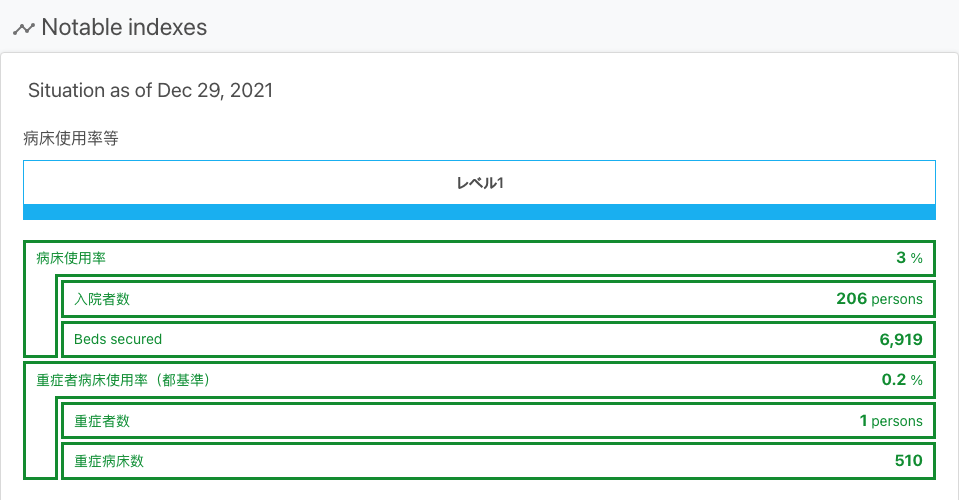 Notable indexes
Situation as of Dec 29, 2021
病床使用率等
レベル1
病床使用率 3 %
入院者数 206 persons
Beds secured 6,919
重症者病床使用率（都基準） 0.2 %
重症者数 1 persons
重症病床数 510